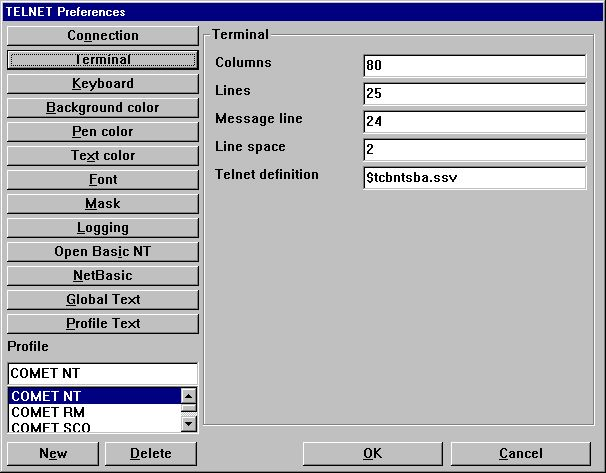 TELNET Preferences
Connection
Terminal
Keyboard
Background color
Pen color
Text color
Font
Mask
Logging
Open Basic NT
NetBasic
Global Text
Profile Text
Profile
COMET NT
COMET NT
COMET RM
COMET SCO
New
Delete
Terminal
Columns 80
Lines 25
Message line 24
Line space 2
Telnet definition $tcbntsba.ssv
OK
Cancel